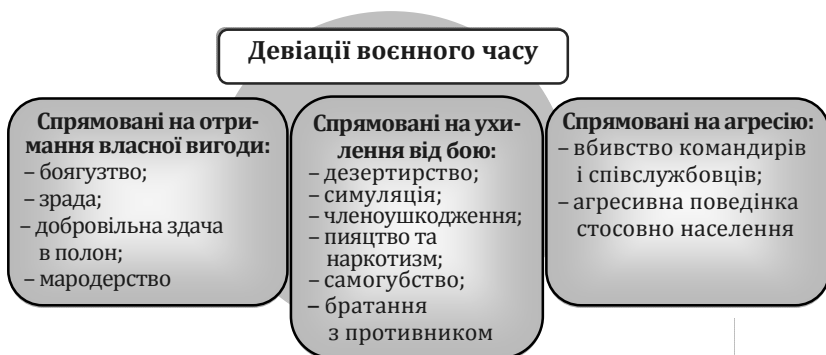 Девіації воєнного часу
Спрямовані на отри-
мання власної вигоди:
– боягузтво;
– зрада;
– добровільна здача
в полон;
– мародерство
Спрямовані на ухи-
лення від бою:
– дезертирство;
– симуляція;
– членоушкодження;
– пияцтво та
наркотизм;
– самогубство;
– братання
з противником
Спрямовані на агресію:
– вбивство командирів
і співслужбовців;
– агресивна поведінка
стосовно населення